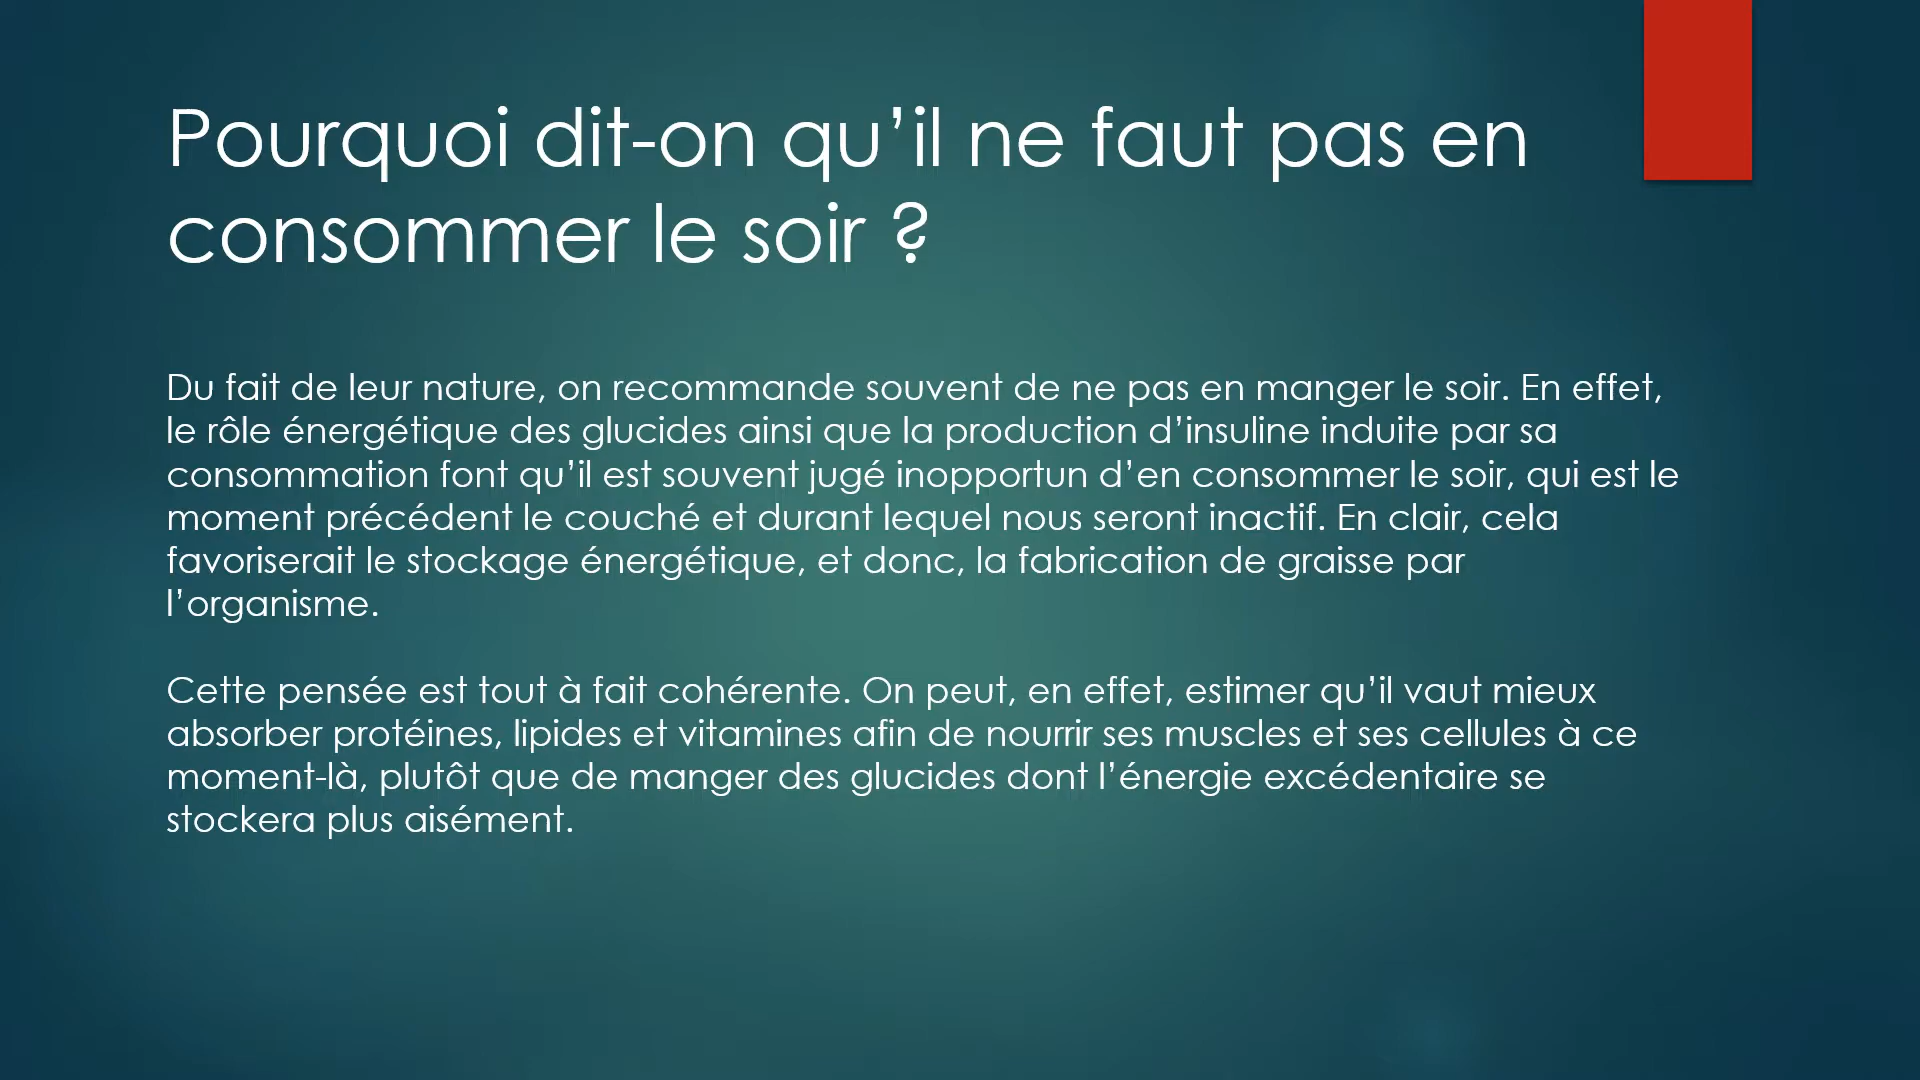 Pourquoi dit-on qu’il ne faut pas en
consommer le soir ?
Du fait de leur nature, on recommande souvent de ne pas en manger le soir. En effet,
le rôle énergétique des glucides ainsi que la production d’insuline induite par sa
consommation font qu’il est souvent jugé inopportun d’en consommer le soir, qui est le
moment précédent le couché et durant lequel nous seront inactif. En clair, cela
favoriserait le stockage énergétique, et donc, la fabrication de graisse par
l’organisme.
Cette pensée est tout à fait cohérente. On peut, en effet, estimer qu’il vaut mieux
absorber protéines, lipides et vitamines afin de nourrir ses muscles et ses cellules à ce
moment-là, plutôt que de manger des glucides dont l’énergie excédentaire se
stockera plus aisément.